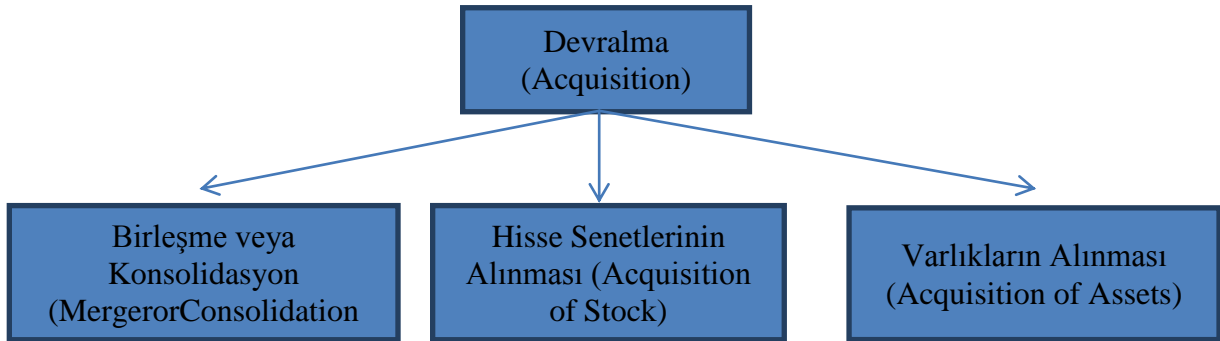 Devralma
(Acquisition)
Birleşme veya
Konsolidasyon
(MergerorConsolidation
Hisse Senetlerinin
Alınması (Acquisition
of Stock)
Varlıkların Alınması
(Acquisition of Assets)